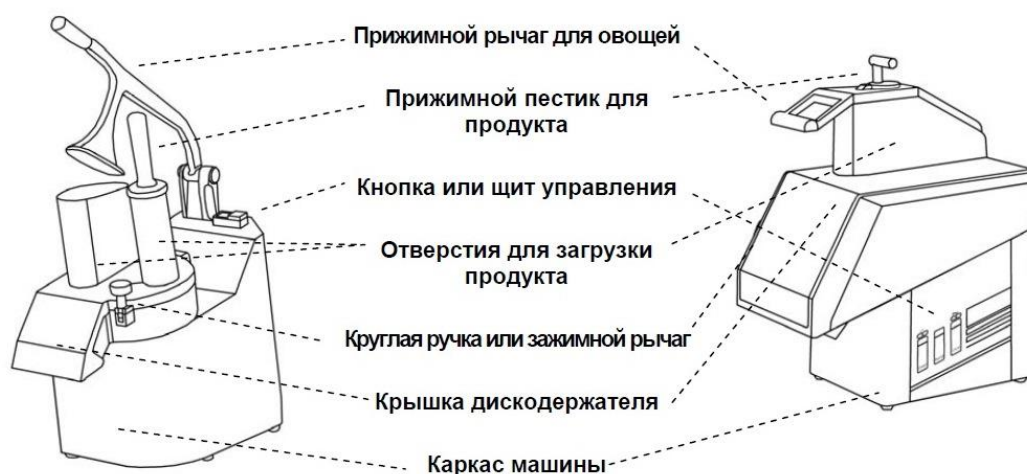 Прижимной рычаг для овощей
Прижимной пестик для
продукта
Кнопка или щит управления
Отверстия для загрузки
продукта
Круглая ручка или зажимной рычаг
Крышка дискодержателя
Каркас машины